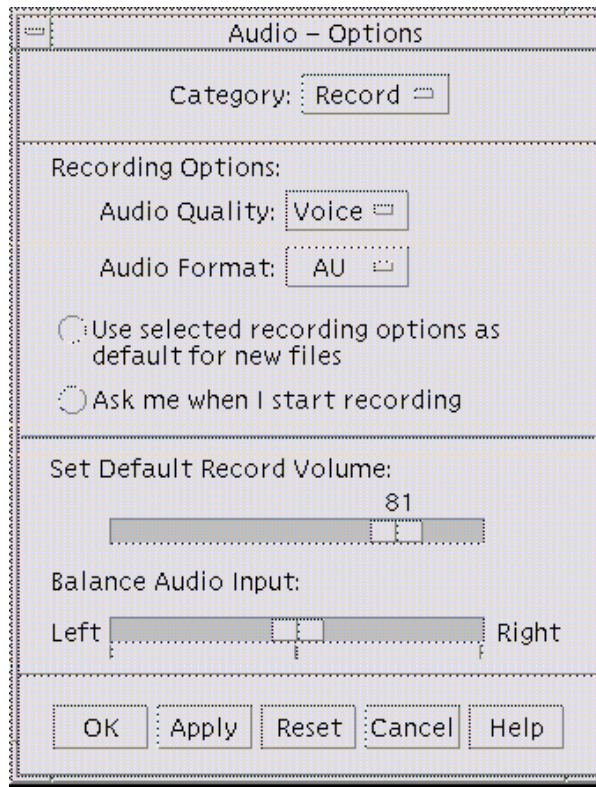 Audio – Options
Category: Record
Recording Options:
Audio Quality: Voice
Audio Format: AU
Use selected recording options as
default for new files
Ask me when I start recording
Set Default Record Volume:
81
Balance Audio Input:
Left Right
OK Apply Reset Cancel Help